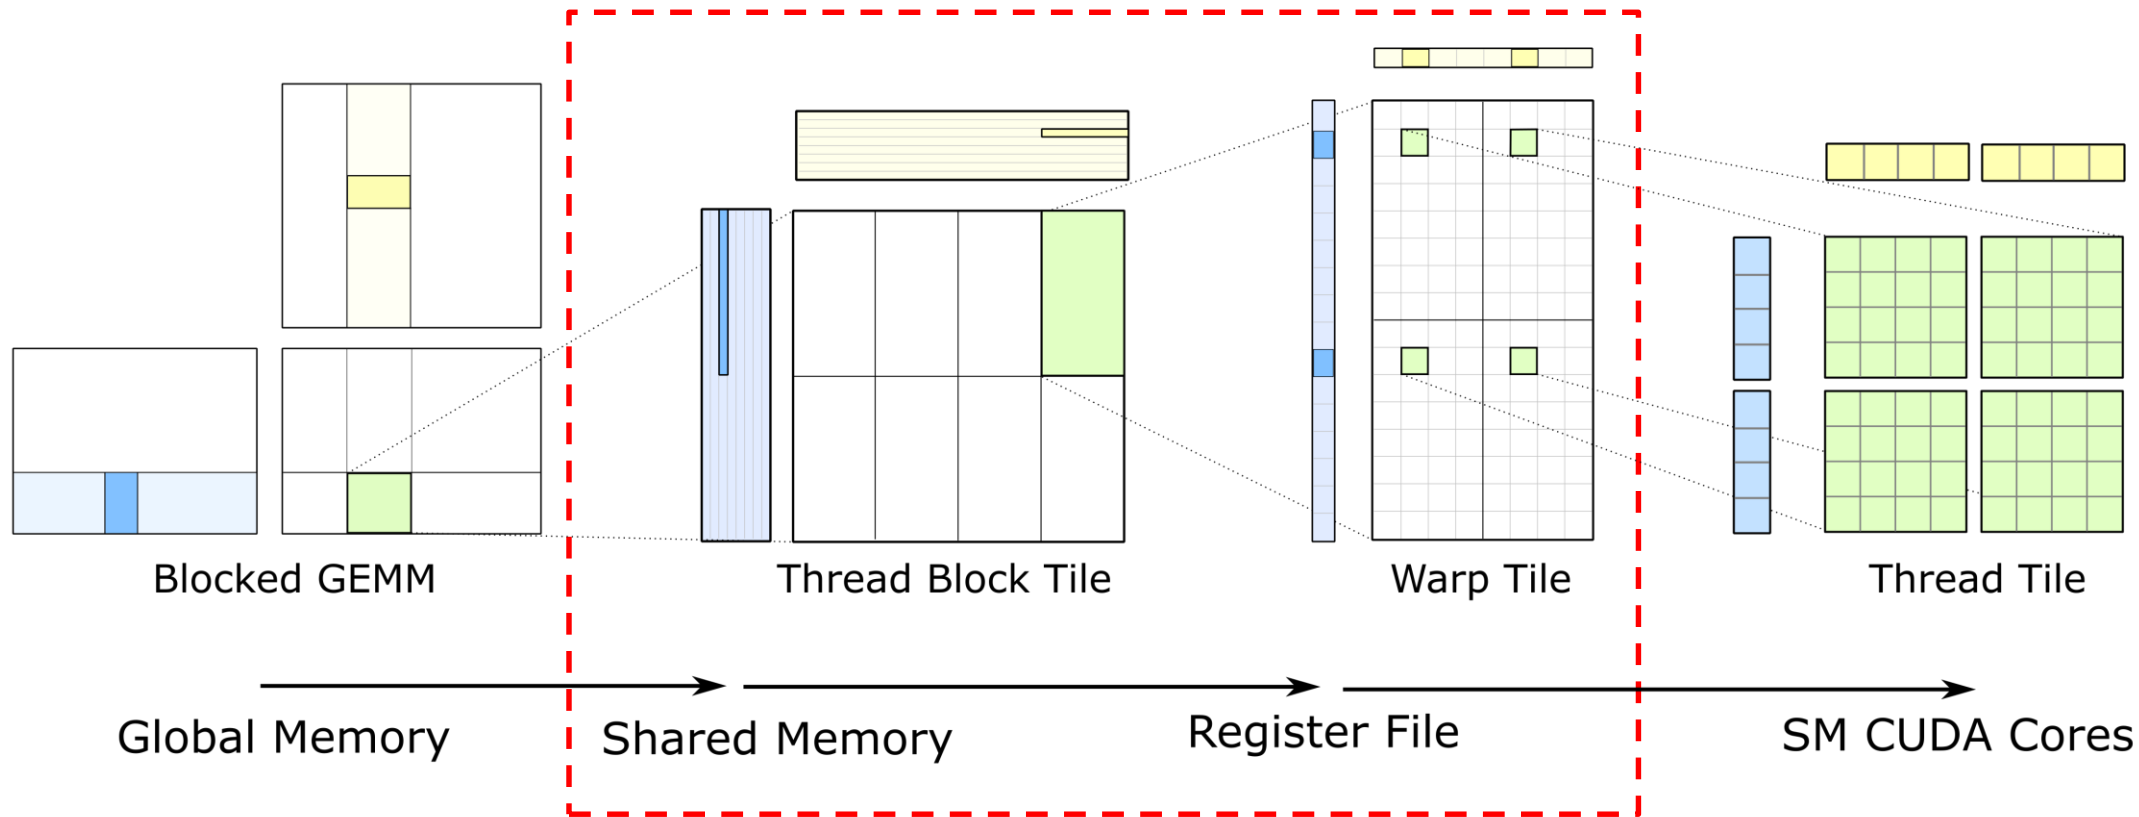 Blocked GEMM
Thread Block Tile
Warp Tile
Thread Tile
Global Memory
Shared Memory
Register File
SM CUDA Cores